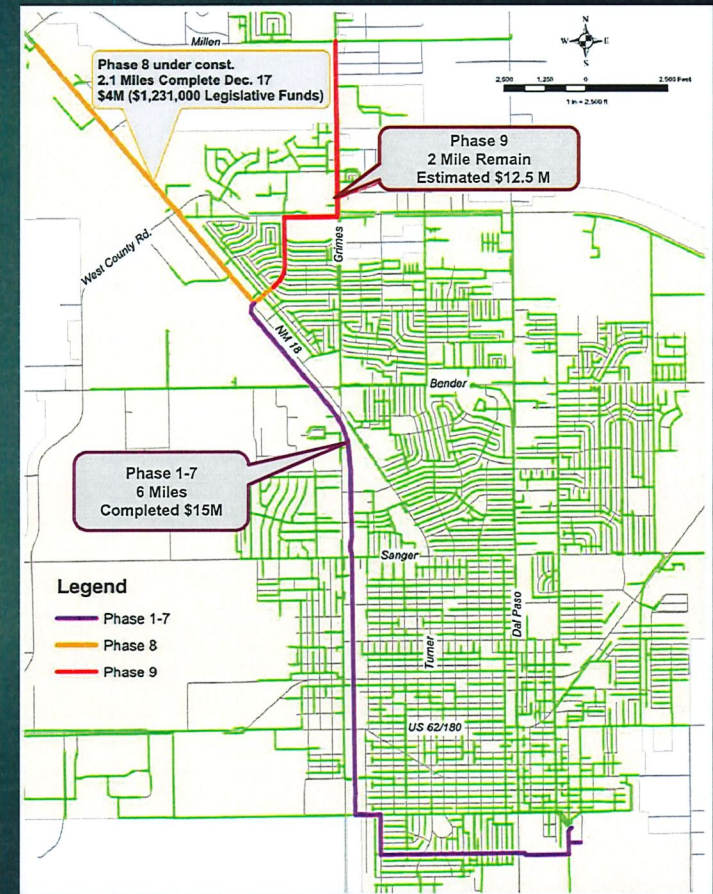 Millen
Phase 8 under const.
2.1 Miles Complete Dec. 17
$4M ($1,231,000 Legislative Funds)
N
W E
S
2,500 1,250 0 2,500 Feet
1 in = 2,500 ft
Phase 9
2 Mile Remain
Estimated $12.5 M
West County Rd.
Grimes
NM 18
Bender
Phase 1-7
6 Miles
Completed $15M
Sanger
Legend
Phase 1-7
Phase 8
Phase 9
Turner
Dal Paso
US 62/180